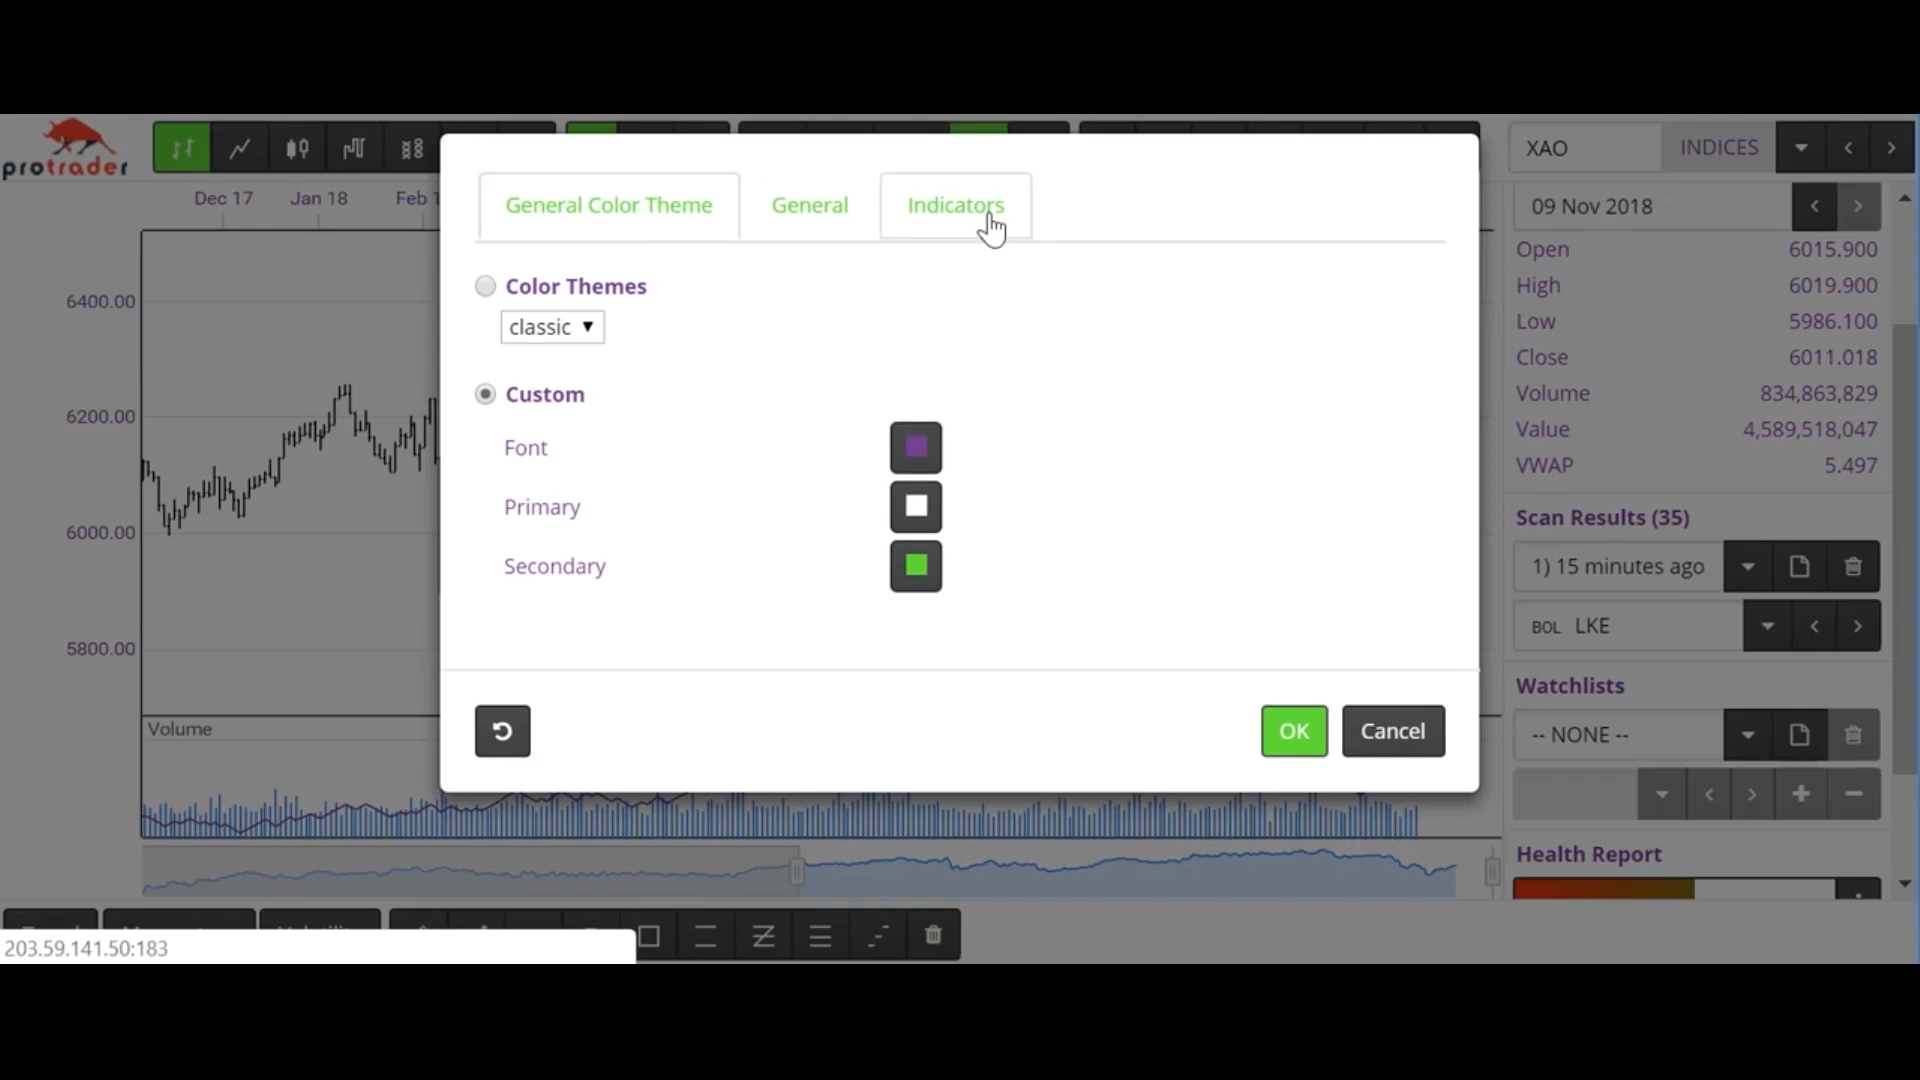 protrader
XAO INDICES
Dec 17 Jan 18 Feb 1
General Color Theme General Indicators
09 Nov 2018
Open 6015.900
High 6019.900
Low 5986.100
Close 6011.018
Volume 834,863,829
Value 4,589,518,047
VWAP 5.497
6400.00
6200.00
6000.00
5800.00
Color Themes
classic
Custom
Font
Primary
Secondary
OK Cancel
Scan Results (35)
1) 15 minutes ago
BOL LKE
Watchlists
-- NONE --
Health Report
Volume
203.59.141.50:183